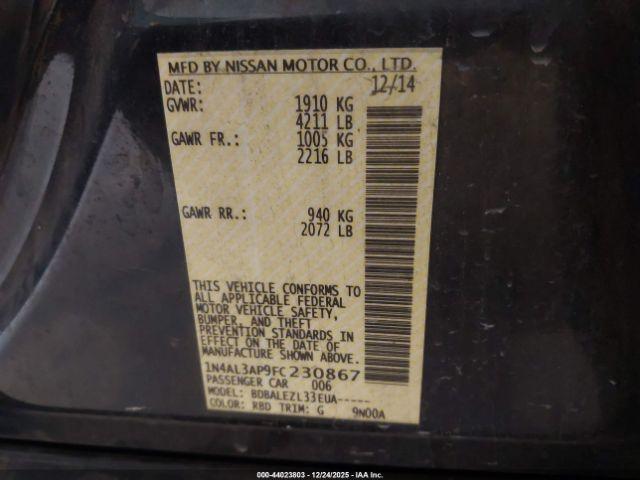 MFD BY NISSAN MOTOR CO., LTD.
DATE: 12/14
GVWR: 1910 KG
4211 LB
GAWR FR.: 1005 KG
2216 LB
GAWR RR.: 940 KG
2072 LB
THIS VEHICLE CONFORMS TO
ALL APPLICABLE FEDERAL
MOTOR VEHICLE SAFETY,
BUMPER, AND THEFT
PREVENTION STANDARDS IN
EFFECT ON THE DATE OF
MANUFACTURE SHOWN ABOVE.
1N4AL3AP9FC230867
PASSENGER CAR 006
MODEL: BDBALEZL33EUA-----
COLOR: RBD TRIM: G 9N00A
000-44023803 - 12/24/2025 - IAAHC383.com